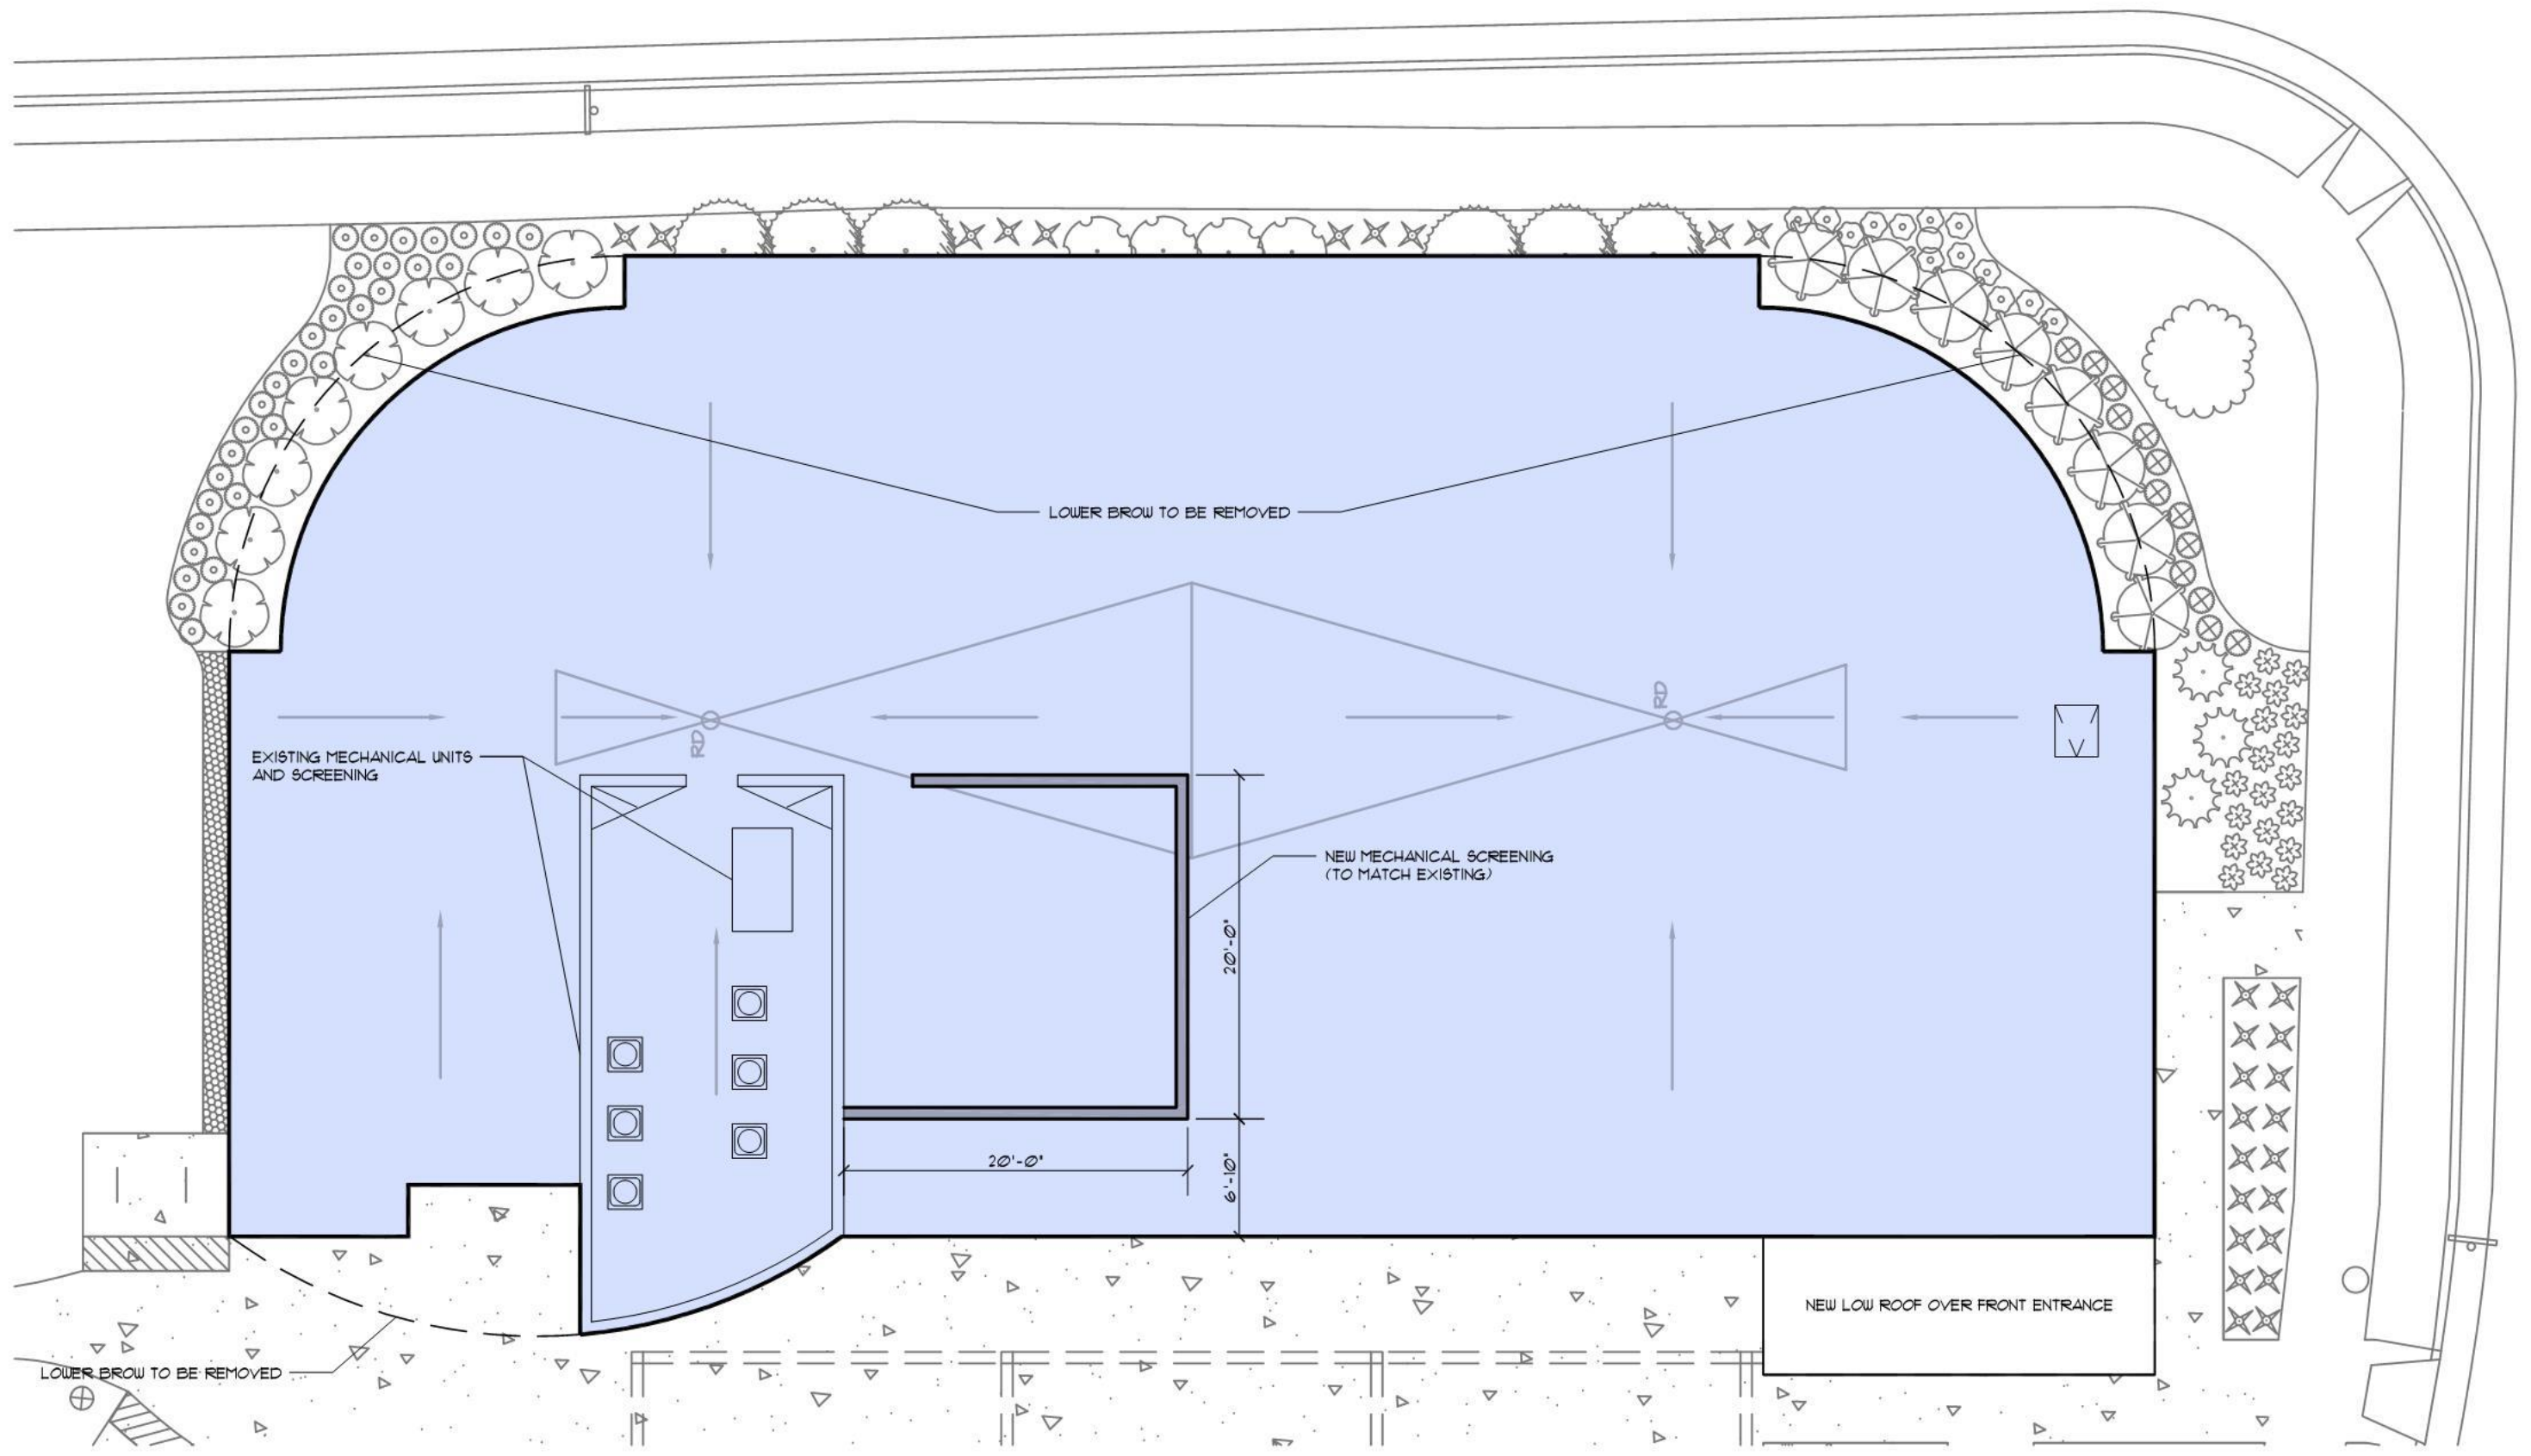 LOWER BROW TO BE REMOVED
RD
RD
EXISTING MECHANICAL UNITS
AND SCREENING
NEW MECHANICAL SCREENING
(TO MATCH EXISTING)
20'-0"
20'-0"
6'-10"
NEW LOW ROOF OVER FRONT ENTRANCE
LOWER BROW TO BE REMOVED